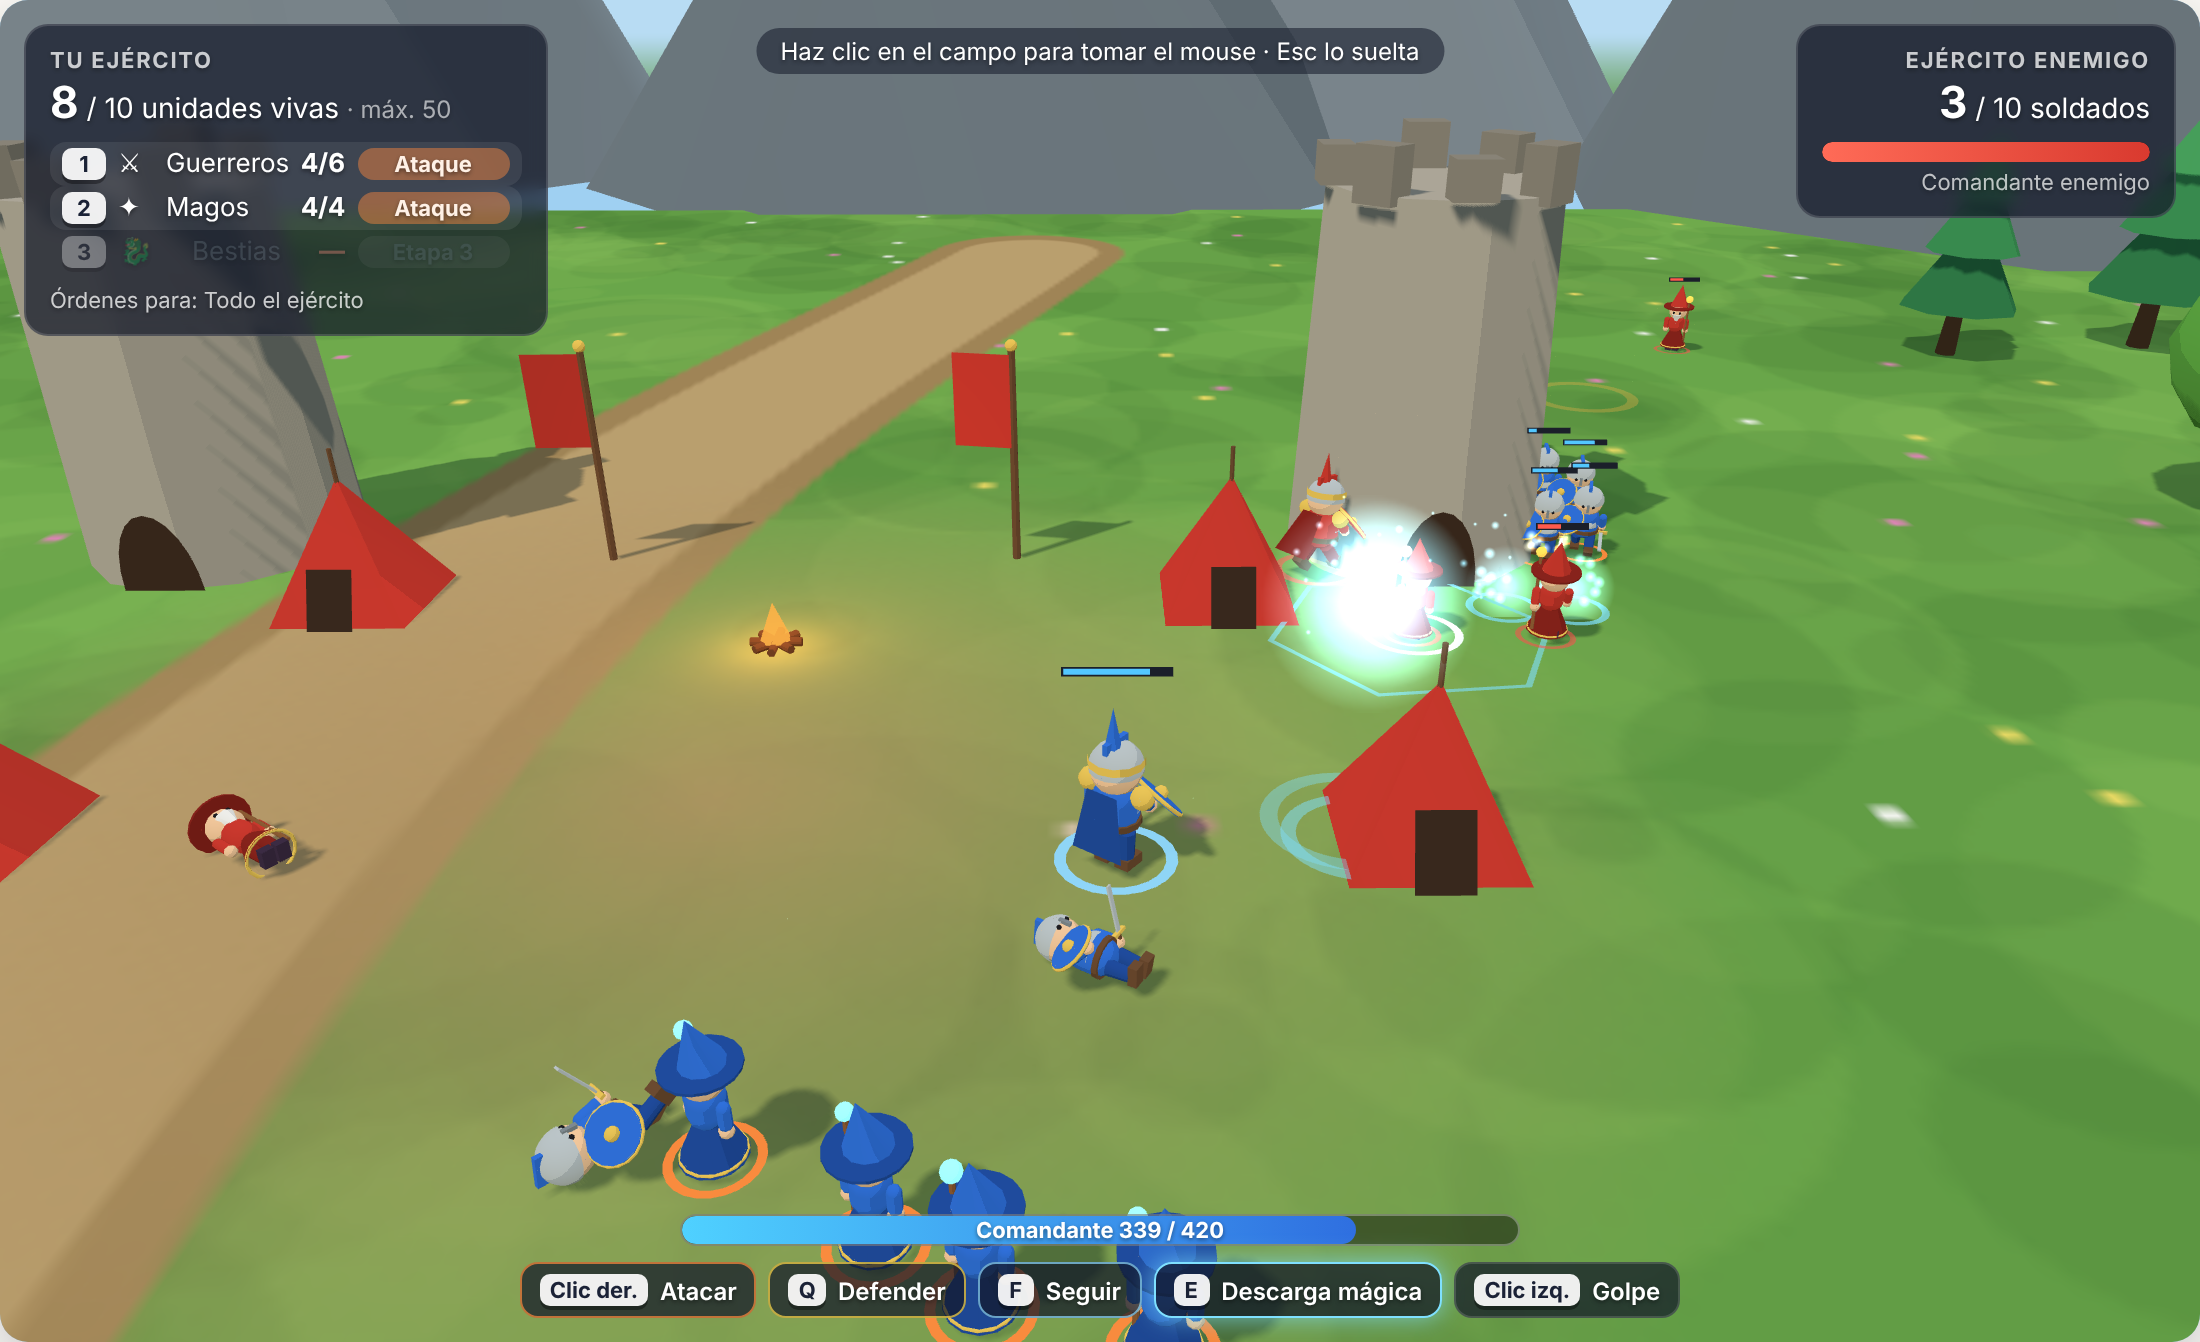 TU EJÉRCITO
8 / 10 unidades vivas · máx. 50
1 Guerreros 4/6 Ataque
2 Magos 4/4 Ataque
3 Bestias — Etapa 3
Órdenes para: Todo el ejército
Haz clic en el campo para tomar el mouse · Esc lo suelta
EJÉRCITO ENEMIGO
3 / 10 soldados
Comandante enemigo
Comandante 339 / 420
Clic der. Atacar
Q Defender
F Seguir
E Descarga mágica
Clic izq. Golpe